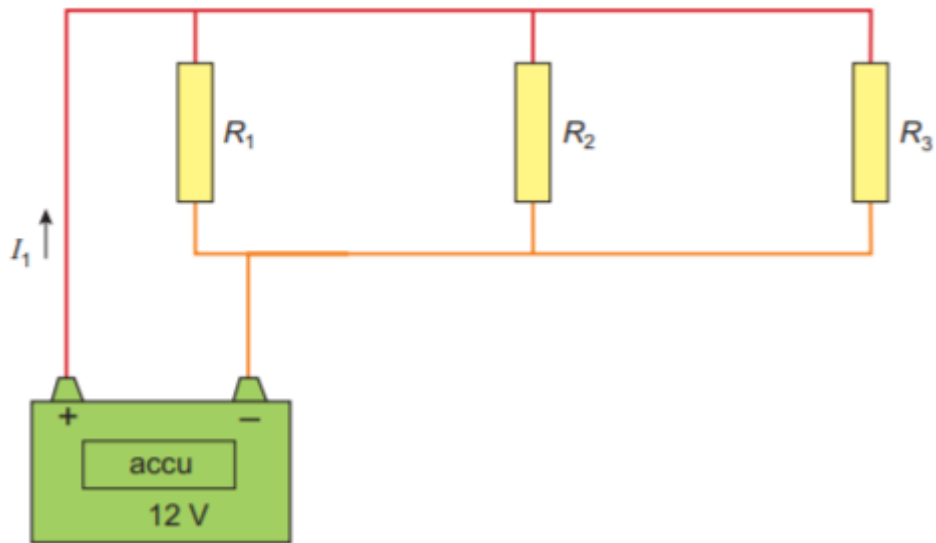 R₁
R₂
R₃
I₁
+ –
accu
12 V